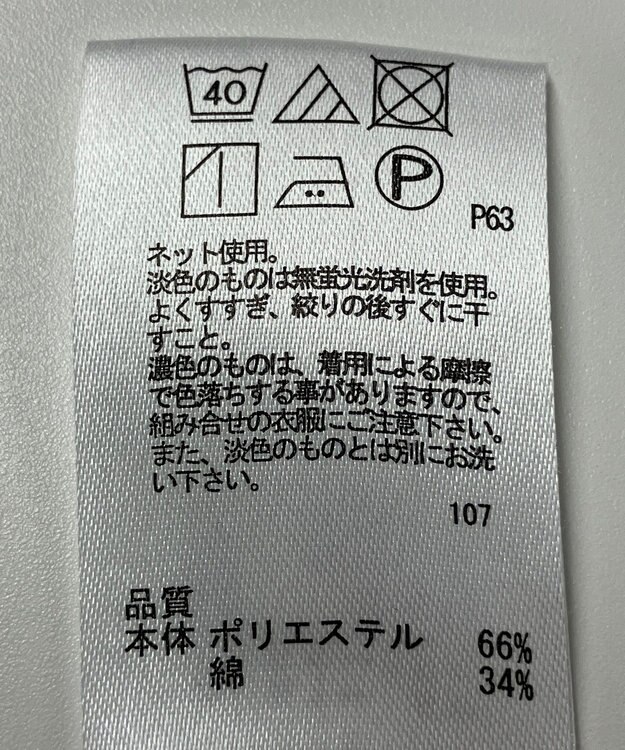 40
P
P63
ネット使用。
淡色のものは無蛍光洗剤を使用。
よくすすぎ、絞りの後すぐに干
すこと。
濃色のものは、着用による摩擦
で色落ちする事がありますので、
組み合せの衣服にご注意下さい。
また、淡色のものとは別にお洗
い下さい。
107
品質
本体 ポリエステル 66%
綿 34%